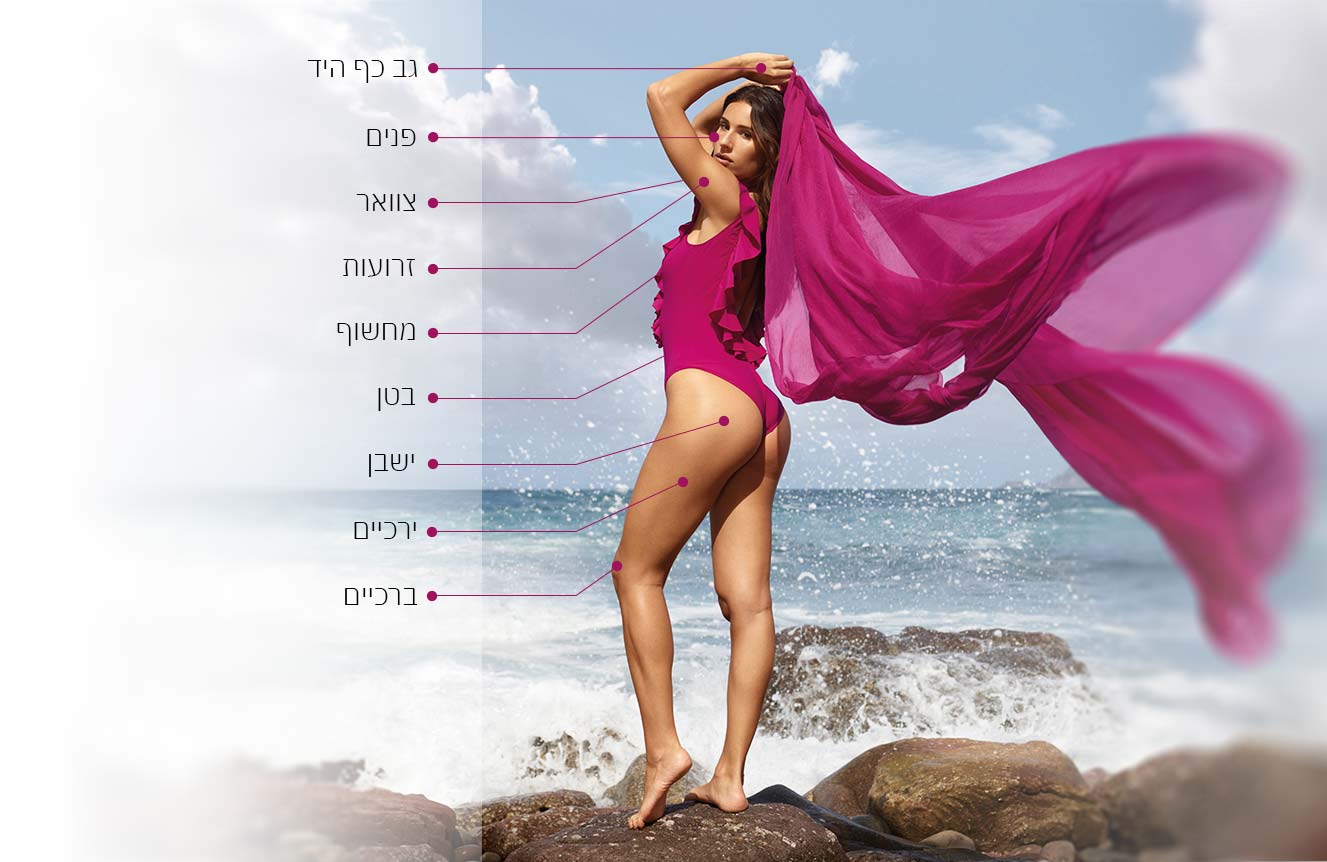 גב כף היד
פנים
צוואר
זרועות
מחשוף
בטן
ישבן
ירכיים
ברכיים